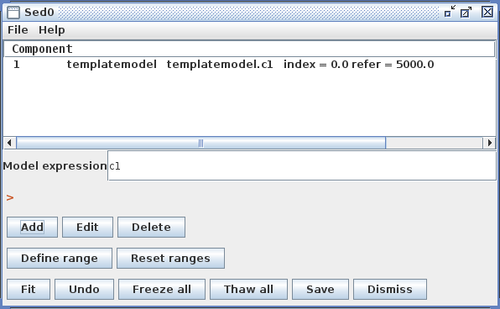 Sed0
File Help
Component
1 templatemodel templatemodel.c1 index = 0.0 refer = 5000.0
Model expression c1
>
Add Edit Delete
Define range Reset ranges
Fit Undo Freeze all Thaw all Save Dismiss